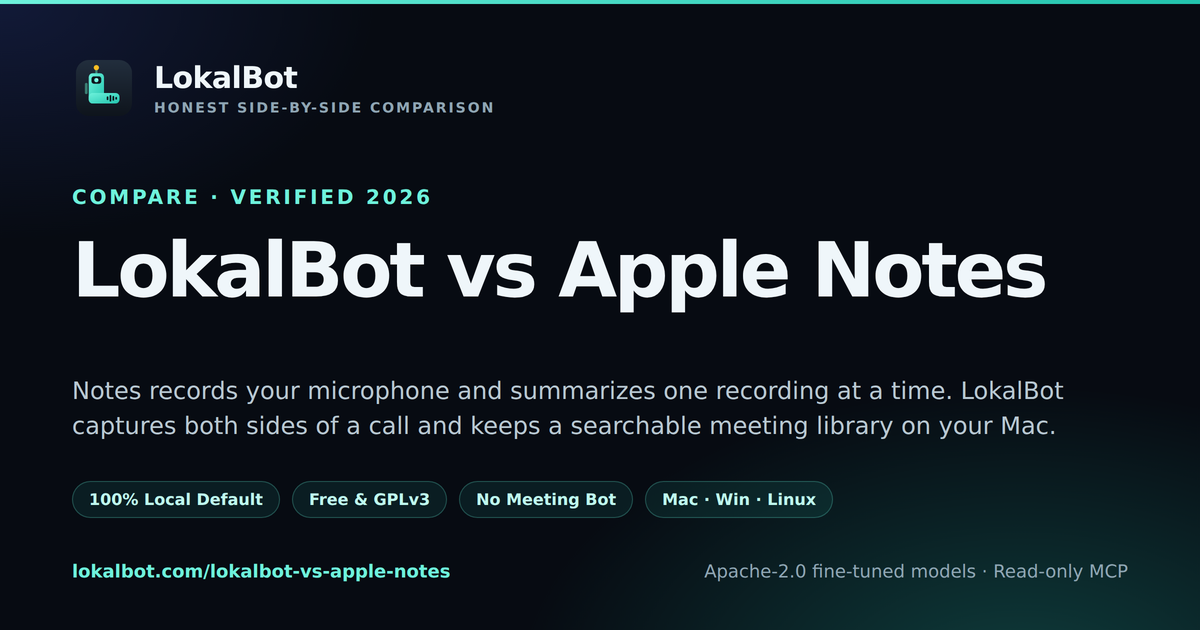 LokalBot
HONEST SIDE-BY-SIDE COMPARISON
COMPARE · VERIFIED 2026
LokalBot vs Apple Notes
Notes records your microphone and summarizes one recording at a time. LokalBot
captures both sides of a call and keeps a searchable meeting library on your Mac.
100% Local Default
Free & GPLv3
No Meeting Bot
Mac · Win · Linux
lokalbot.com/lokalbot-vs-apple-notes
Apache-2.0 fine-tuned models · Read-only MCP